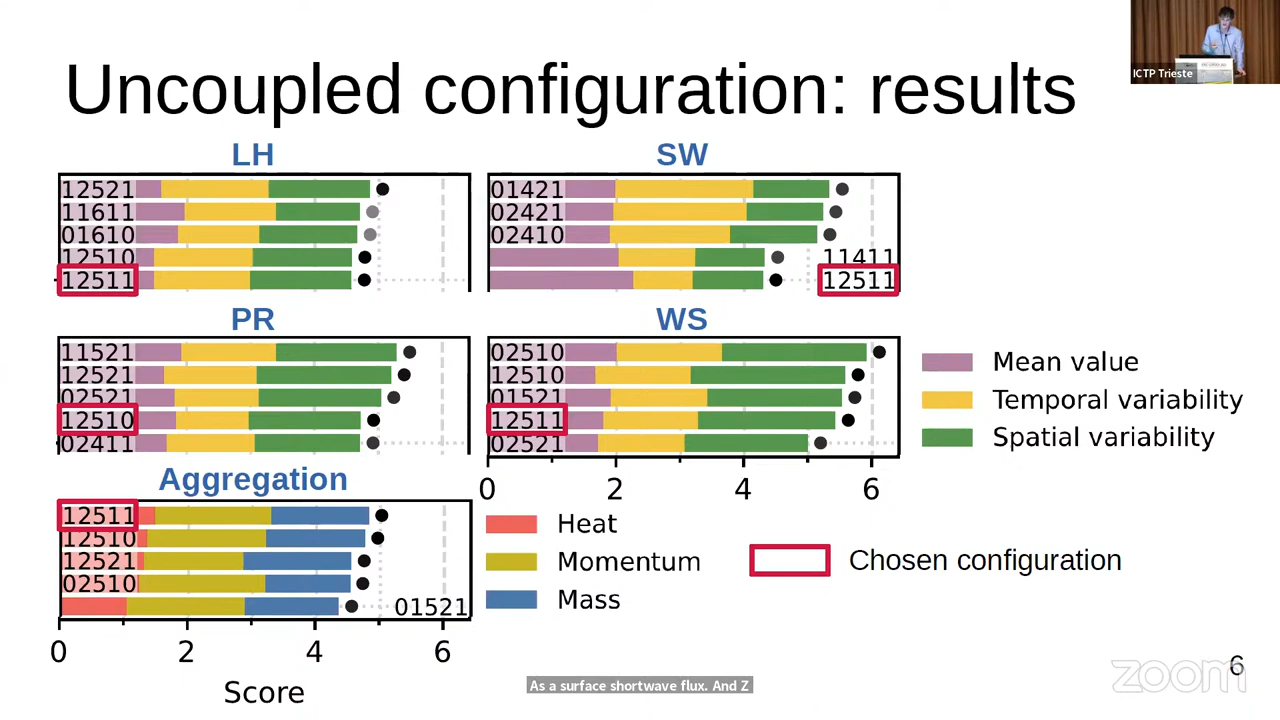 ICTP Trieste
Uncoupled configuration: results
LH
12521
11611
01610
12510
12511
SW
01421
02421
02410
11411
12511
PR
11521
12521
02521
12510
02411
WS
02510
12510
01521
12511
02521
0 2 4 6
Mean value
Temporal variability
Spatial variability
Aggregation
12511
12510
12521
02510
01521
0 2 4 6
Score
Heat
Momentum
Mass
Chosen configuration
As a surface shortwave flux. And Z
zoom
6